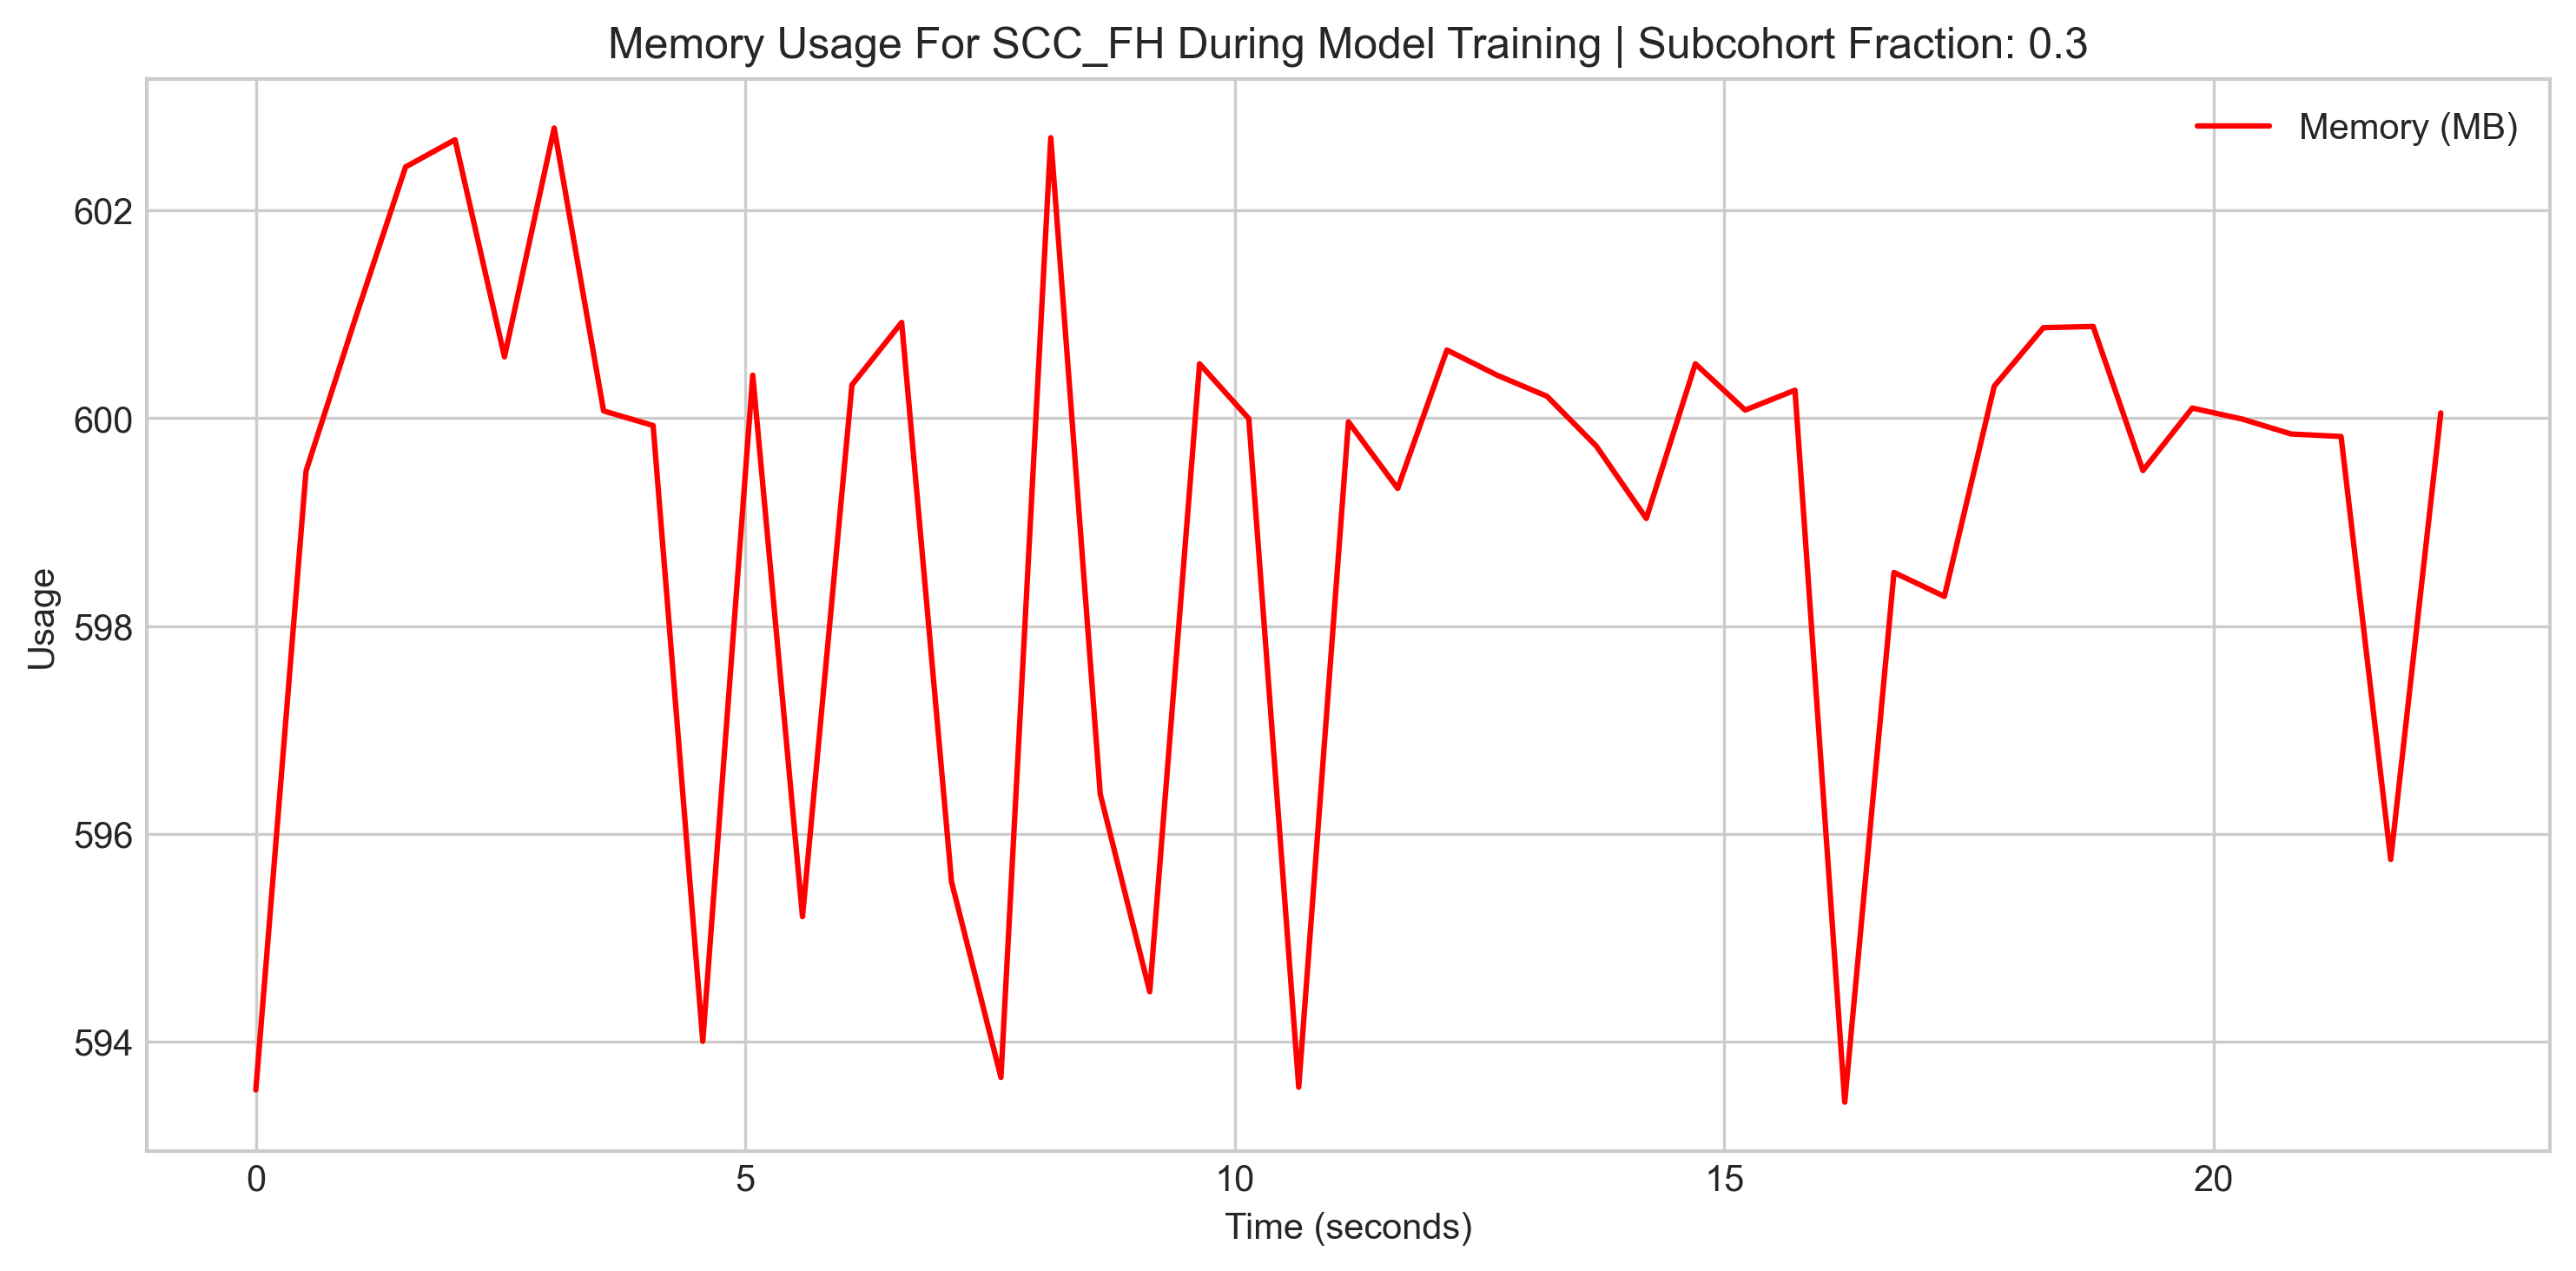 Memory Usage For SCC_FH During Model Training | Subcohort Fraction: 0.3
Memory (MB)
602
600
598
596
594
Usage
0 5 10 15 20
Time (seconds)